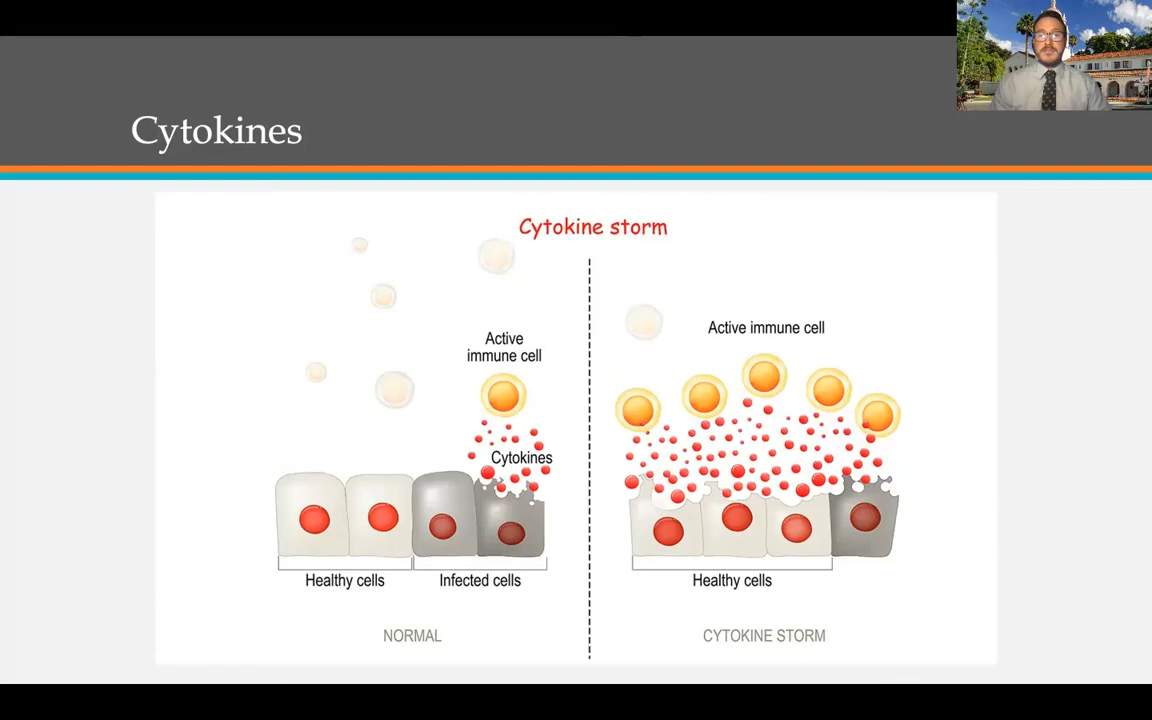 Cytokines
Cytokine storm
Active
immune cell
Cytokines
Healthy cells
Infected cells
NORMAL
Active immune cell
Healthy cells
CYTOKINE STORM